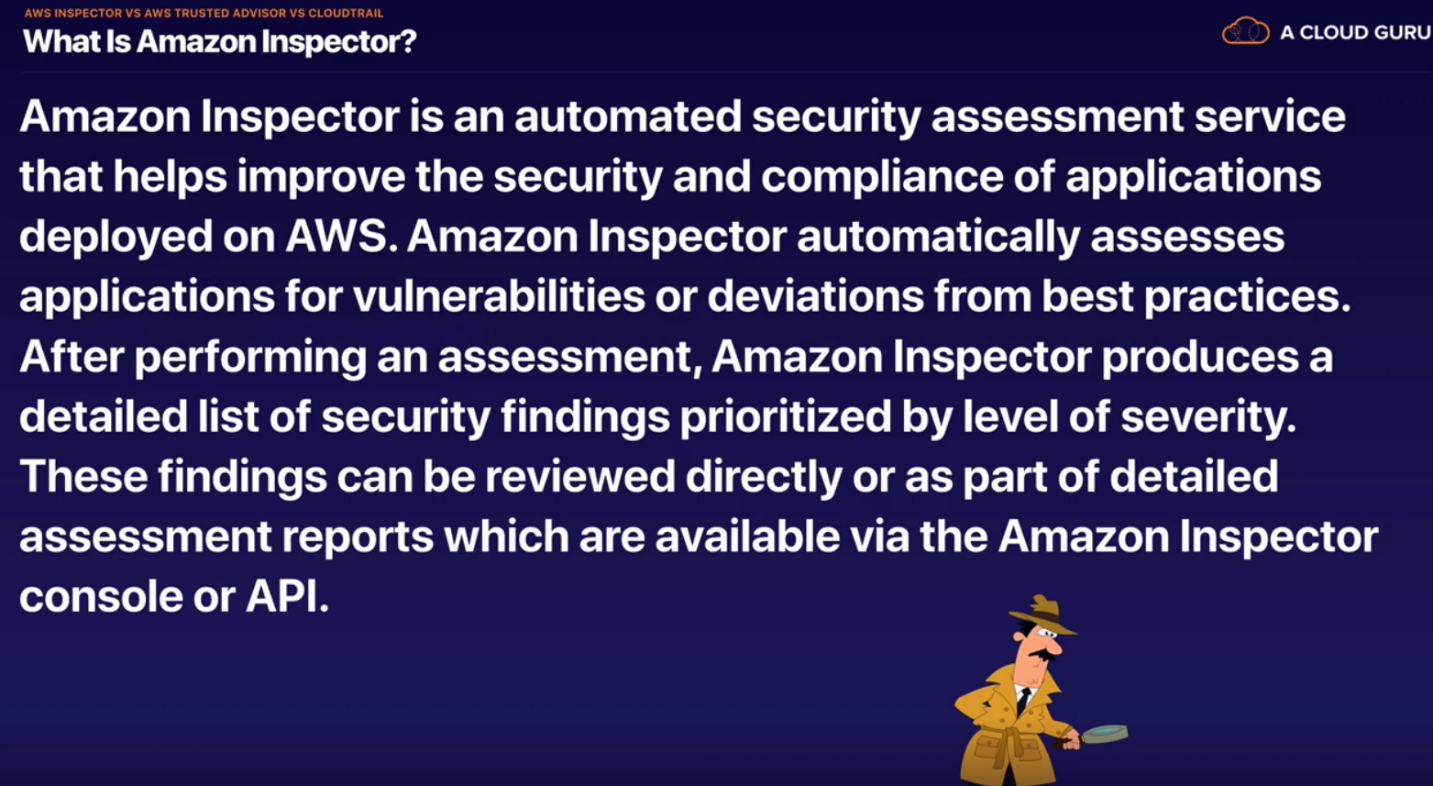 AWS INSPECTOR VS AWS TRUSTED ADVISOR VS CLOUDTRAIL
What Is Amazon Inspector?
A CLOUD GURU
Amazon Inspector is an automated security assessment service
that helps improve the security and compliance of applications
deployed on AWS. Amazon Inspector automatically assesses
applications for vulnerabilities or deviations from best practices.
After performing an assessment, Amazon Inspector produces a
detailed list of security findings prioritized by level of severity.
These findings can be reviewed directly or as part of detailed
assessment reports which are available via the Amazon Inspector
console or API.